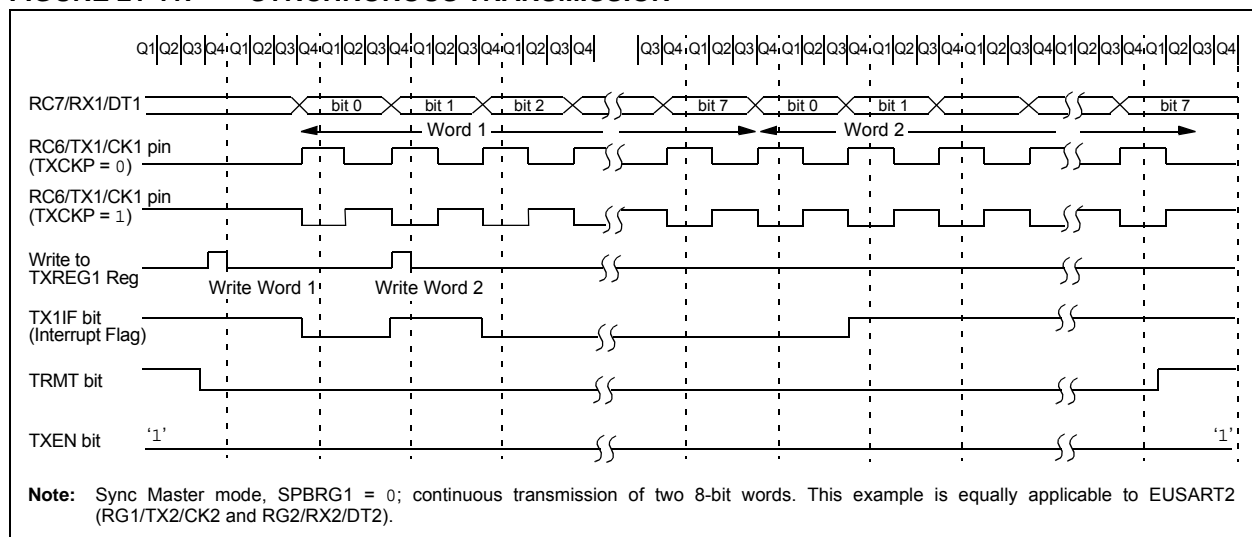 FIGURE 21-11: SYNCHRONOUS TRANSMISSION
Q1 Q2 Q3 Q4 Q1 Q2 Q3 Q4 Q1 Q2 Q3 Q4 Q1 Q2 Q3 Q4 Q1 Q2 Q3 Q4 Q3 Q4 Q1 Q2 Q3 Q4 Q1 Q2 Q3 Q4 Q1 Q2 Q3 Q4 Q1 Q2 Q3 Q4 Q1 Q2 Q3 Q4 Q1 Q2 Q3 Q4
RC7/RX1/DT1 bit 0 bit 1 bit 2 bit 7 bit 0 bit 1 bit 7
Word 1 Word 2
RC6/TX1/CK1 pin
(TXCKP = 0)
RC6/TX1/CK1 pin
(TXCKP = 1)
Write to
TXREG1 Reg
Write Word 1 Write Word 2
TX1IF bit
(Interrupt Flag)
TRMT bit
TXEN bit '1' '1'
Note: Sync Master mode, SPBRG1 = 0; continuous transmission of two 8-bit words. This example is equally applicable to EUSART2
(RG1/TX2/CK2 and RG2/RX2/DT2).